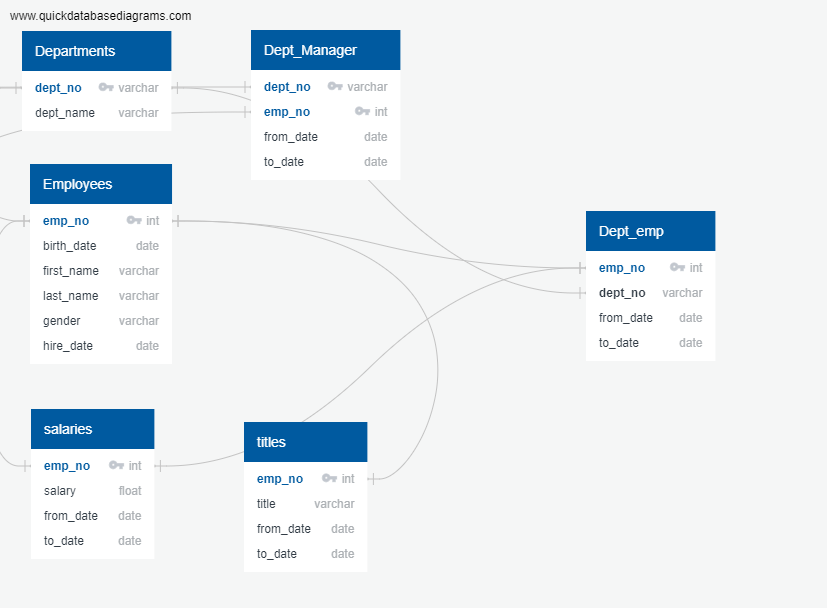 www.quickdatabasediagrams.com
Departments
dept_no varchar
dept_name varchar
Dept_Manager
dept_no varchar
emp_no int
from_date date
to_date date
Employees
emp_no int
birth_date date
first_name varchar
last_name varchar
gender varchar
hire_date date
Dept_emp
emp_no int
dept_no varchar
from_date date
to_date date
salaries
emp_no int
salary float
from_date date
to_date date
titles
emp_no int
title varchar
from_date date
to_date date